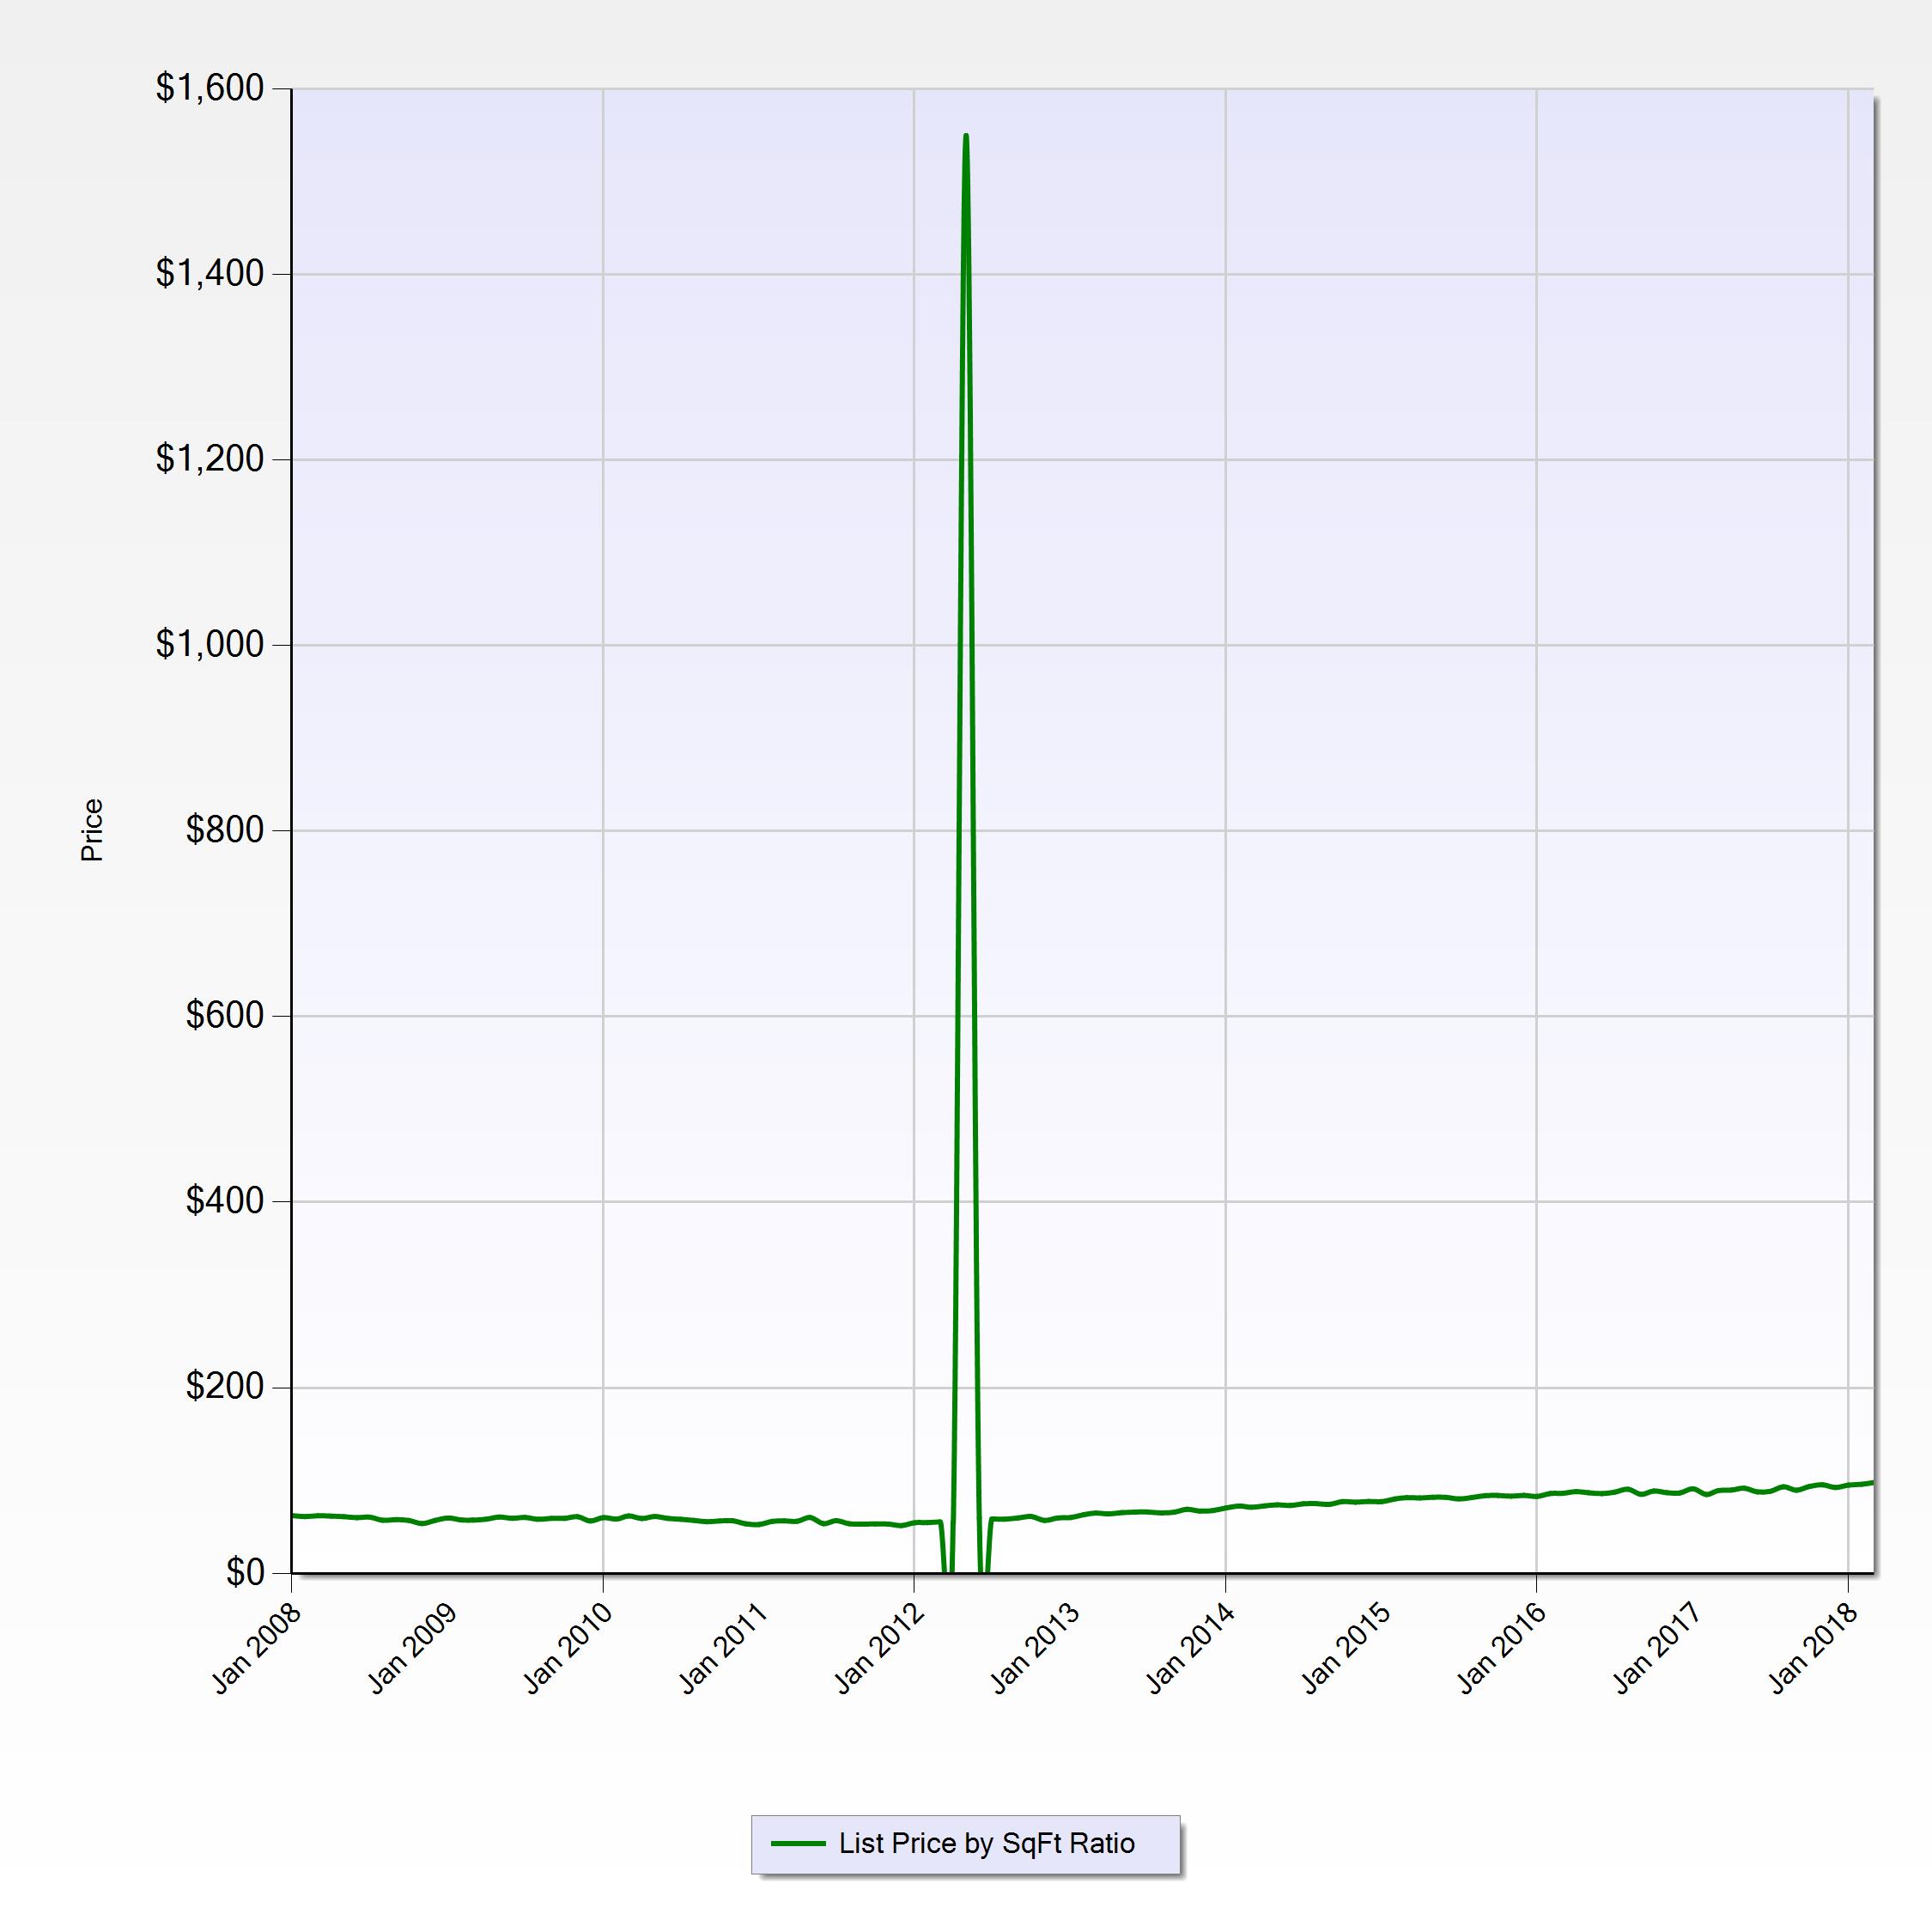 $1,600
$1,400
$1,200
$1,000
$800
$600
$400
$200
$0
Price
Jan 2008
Jan 2009
Jan 2010
Jan 2011
Jan 2012
Jan 2013
Jan 2014
Jan 2015
Jan 2016
Jan 2017
Jan 2018
List Price by SqFt Ratio